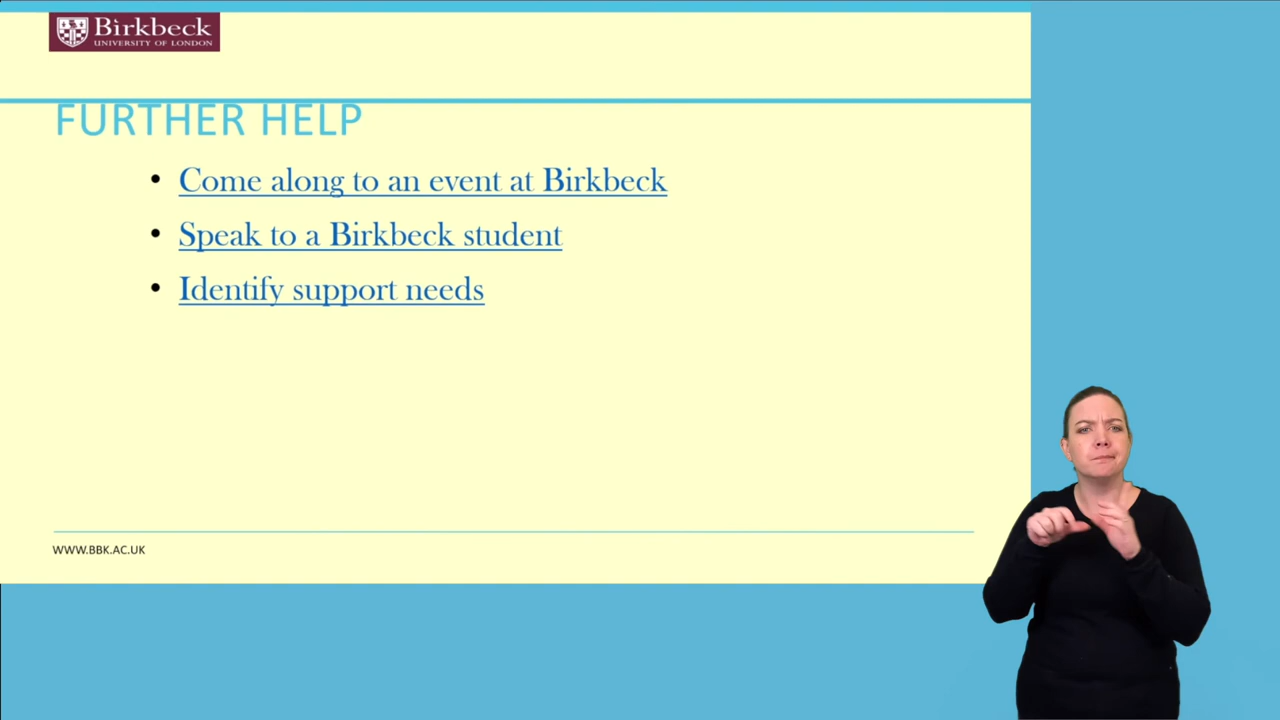 Birkbeck
UNIVERSITY OF LONDON
FURTHER HELP
• Come along to an event at Birkbeck
• Speak to a Birkbeck student
• Identify support needs
WWW.BBK.AC.UK